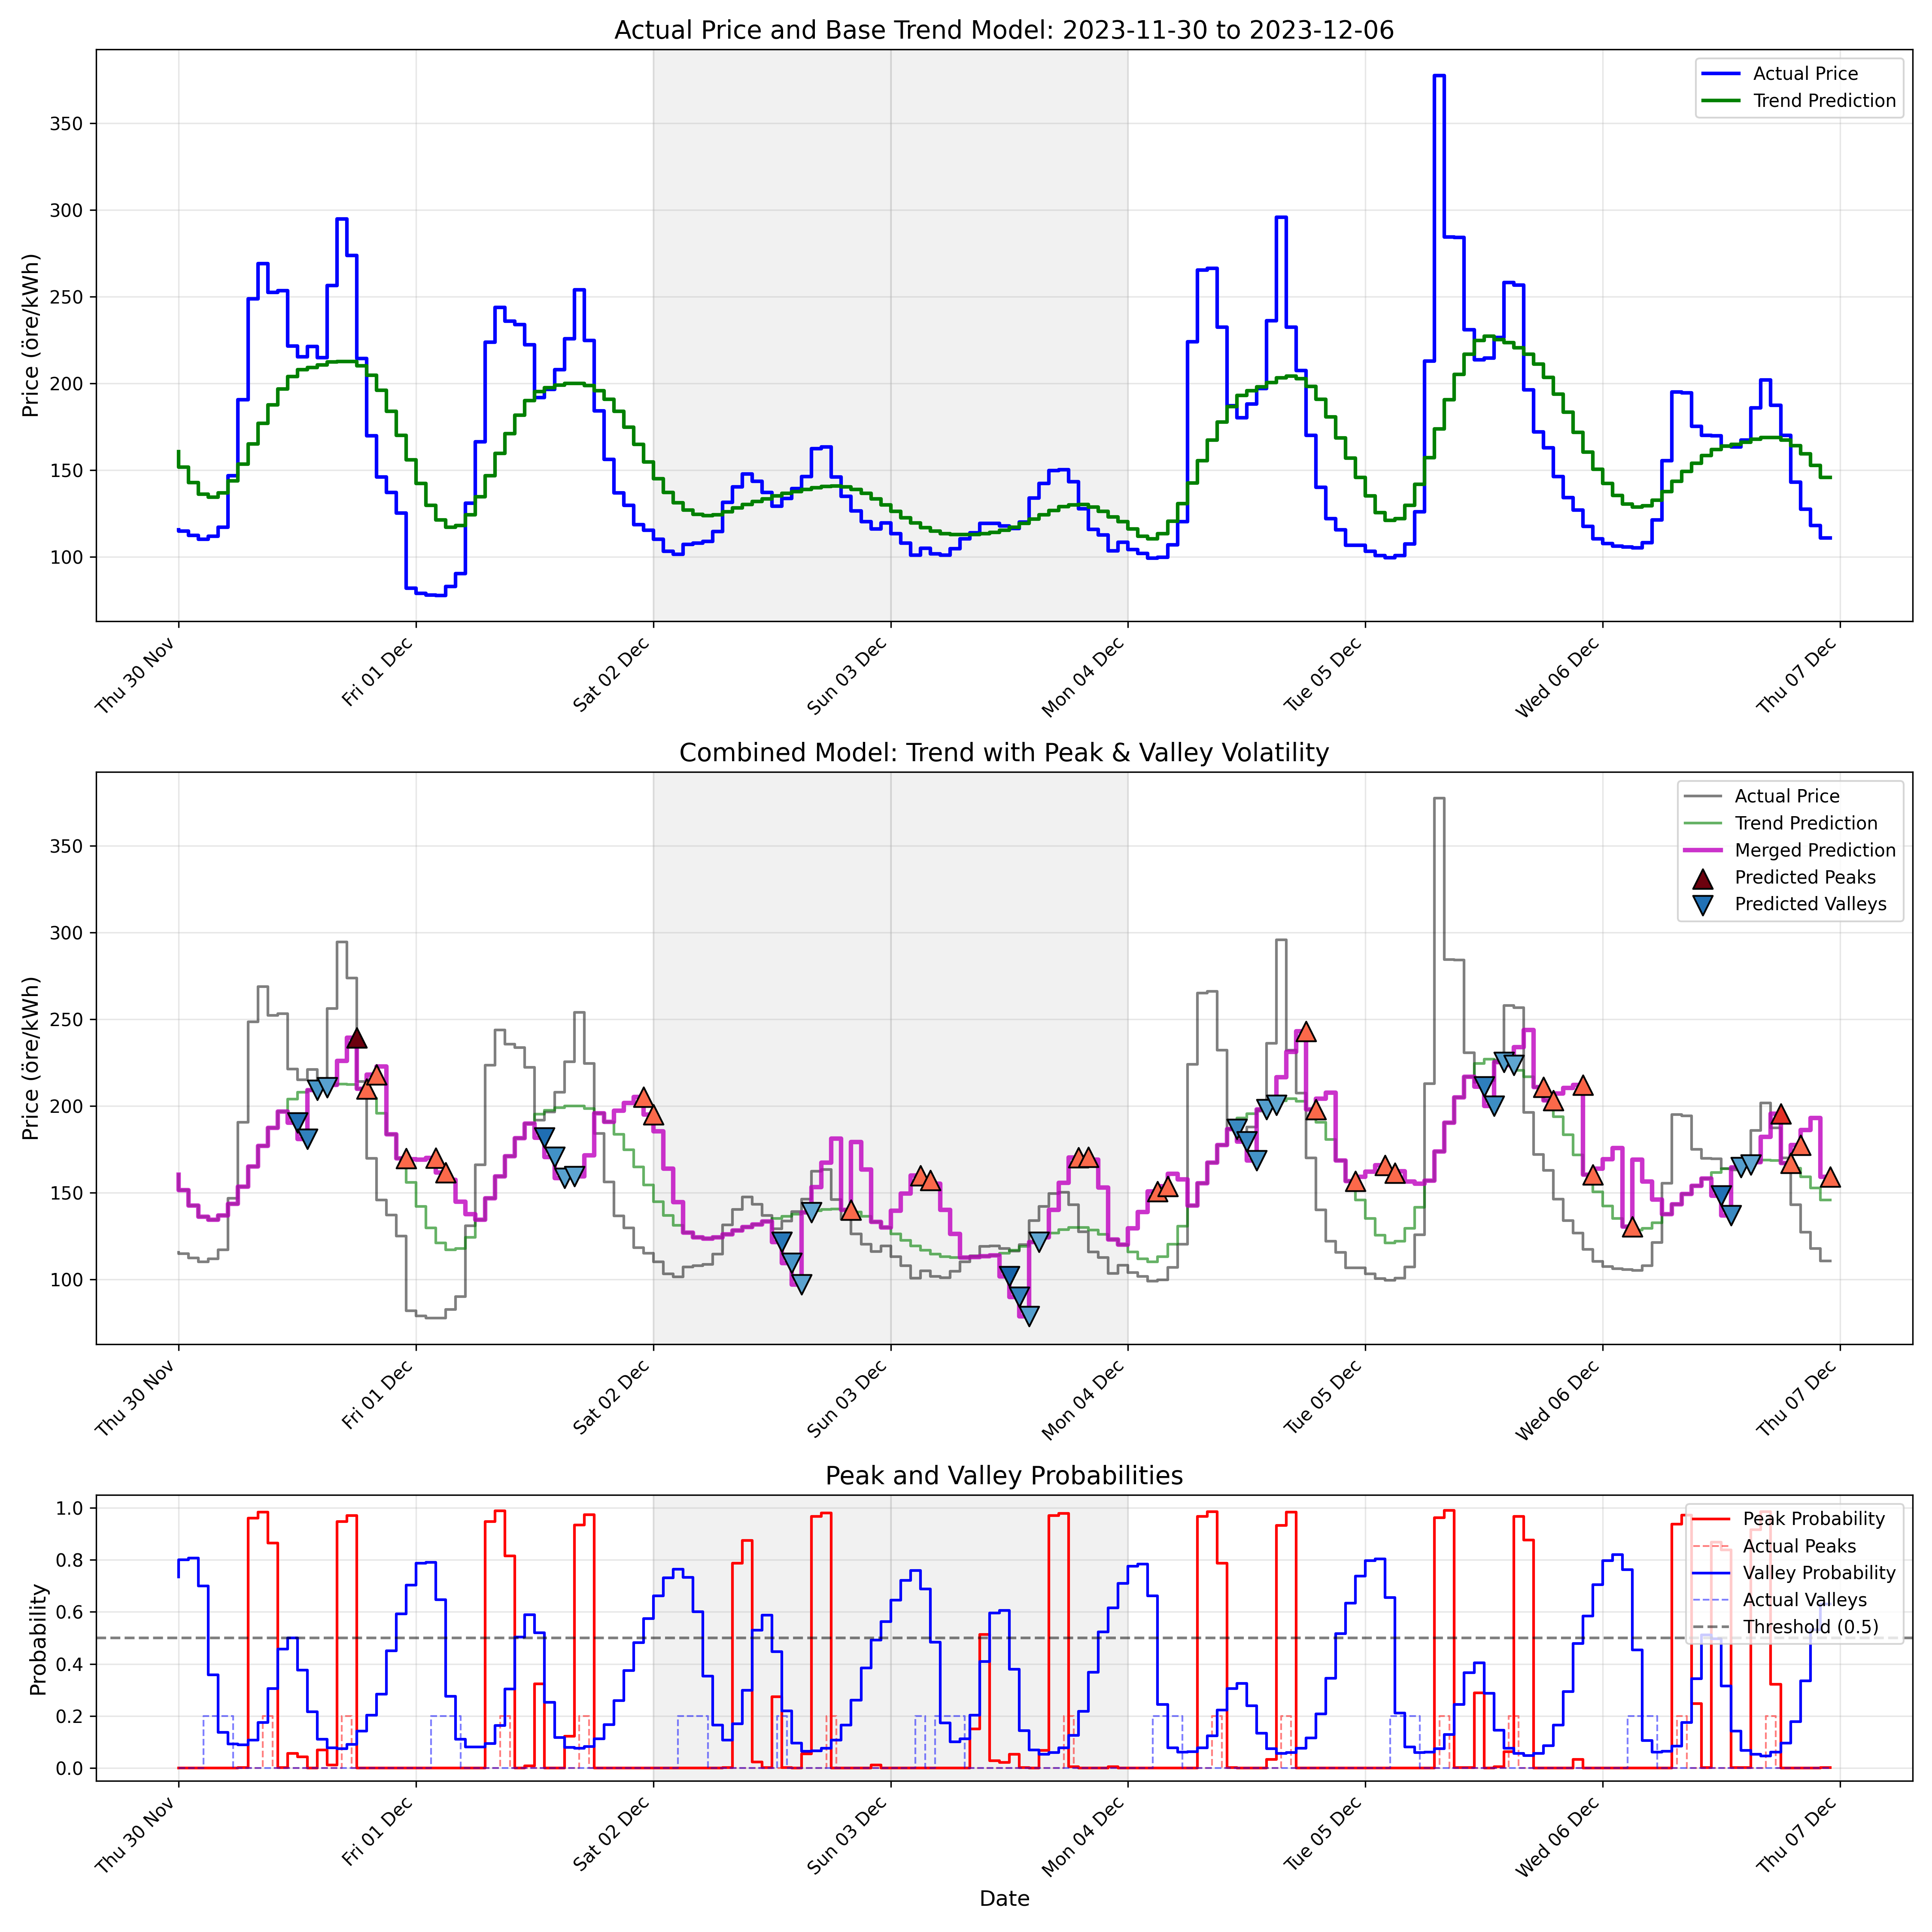 Actual Price and Base Trend Model: 2023-11-30 to 2023-12-06
Price (öre/kWh)
350
300
250
200
150
100
Actual Price
Trend Prediction
Thu 30 Nov
Fri 01 Dec
Sat 02 Dec
Sun 03 Dec
Mon 04 Dec
Tue 05 Dec
Wed 06 Dec
Thu 07 Dec
Combined Model: Trend with Peak & Valley Volatility
Price (öre/kWh)
350
300
250
200
150
100
Actual Price
Trend Prediction
Merged Prediction
Predicted Peaks
Predicted Valleys
Thu 30 Nov
Fri 01 Dec
Sat 02 Dec
Sun 03 Dec
Mon 04 Dec
Tue 05 Dec
Wed 06 Dec
Thu 07 Dec
Peak and Valley Probabilities
Probability
1.0
0.8
0.6
0.4
0.2
0.0
Peak Probability
Actual Peaks
Valley Probability
Actual Valleys
Threshold (0.5)
Thu 30 Nov
Fri 01 Dec
Sat 02 Dec
Sun 03 Dec
Mon 04 Dec
Tue 05 Dec
Wed 06 Dec
Thu 07 Dec
Date